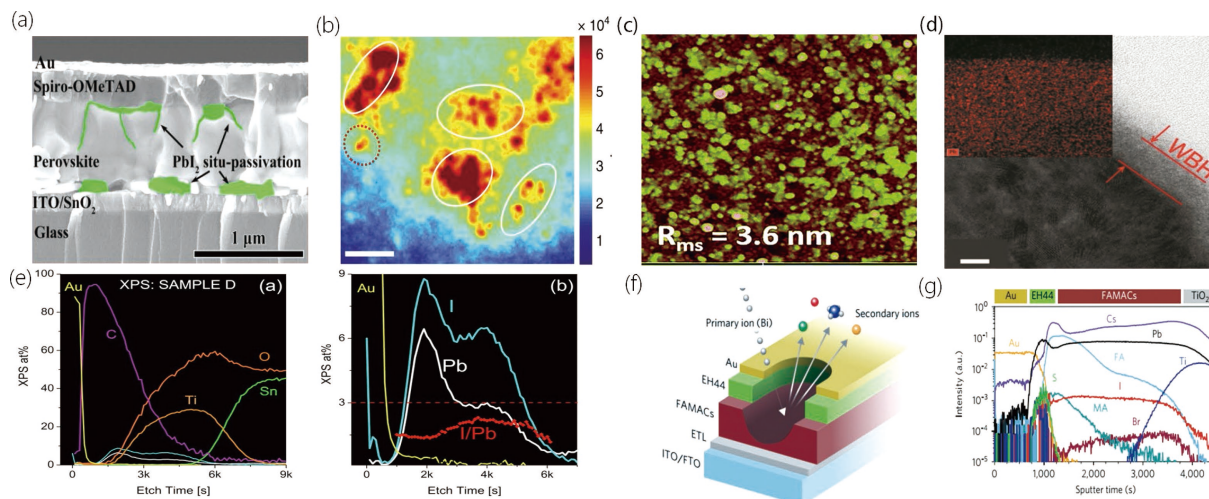 (a)
Au
Spiro-OMeTAD
Perovskite
PbI₂ situ-passivation
ITO/SnO₂
Glass
1 μm
(b)
× 10⁴
6
5
4
3
2
1
(c)
Rms = 3.6 nm
(d)
WBH
(e)
XPS: SAMPLE D
(a)
Au
C
O
Ti
Sn
XPS at%
100
80
60
40
20
0
0
3k
6k
9k
Etch Time [s]
(b)
Au
I
Pb
I/Pb
XPS at%
9
6
3
0
2k
4k
6k
Etch Time [s]
(f)
Primary ion (Bi)
Secondary ions
Au
EH44
FAMACs
ETL
ITO/FTO
(g)
Au
EH44
FAMACs
TiO₂
Cs
Pb
Au
FA
Ti
S
I
MA
Br
Intensity (a.u.)
10⁰
10⁻¹
10⁻²
10⁻³
10⁻⁴
10⁻⁵
0
1,000
2,000
3,000
4,000
Sputter time (s)